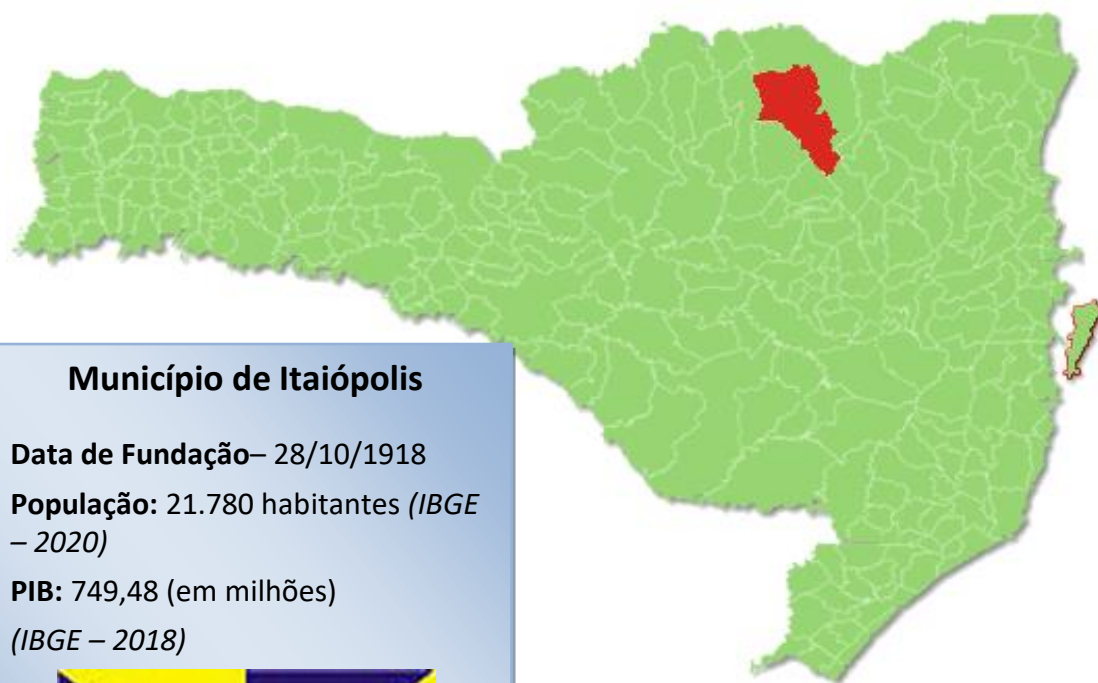 Município de Itaiópolis
Data de Fundação– 28/10/1918
População: 21.780 habitantes (IBGE
– 2020)
PIB: 749,48 (em milhões)
(IBGE – 2018)